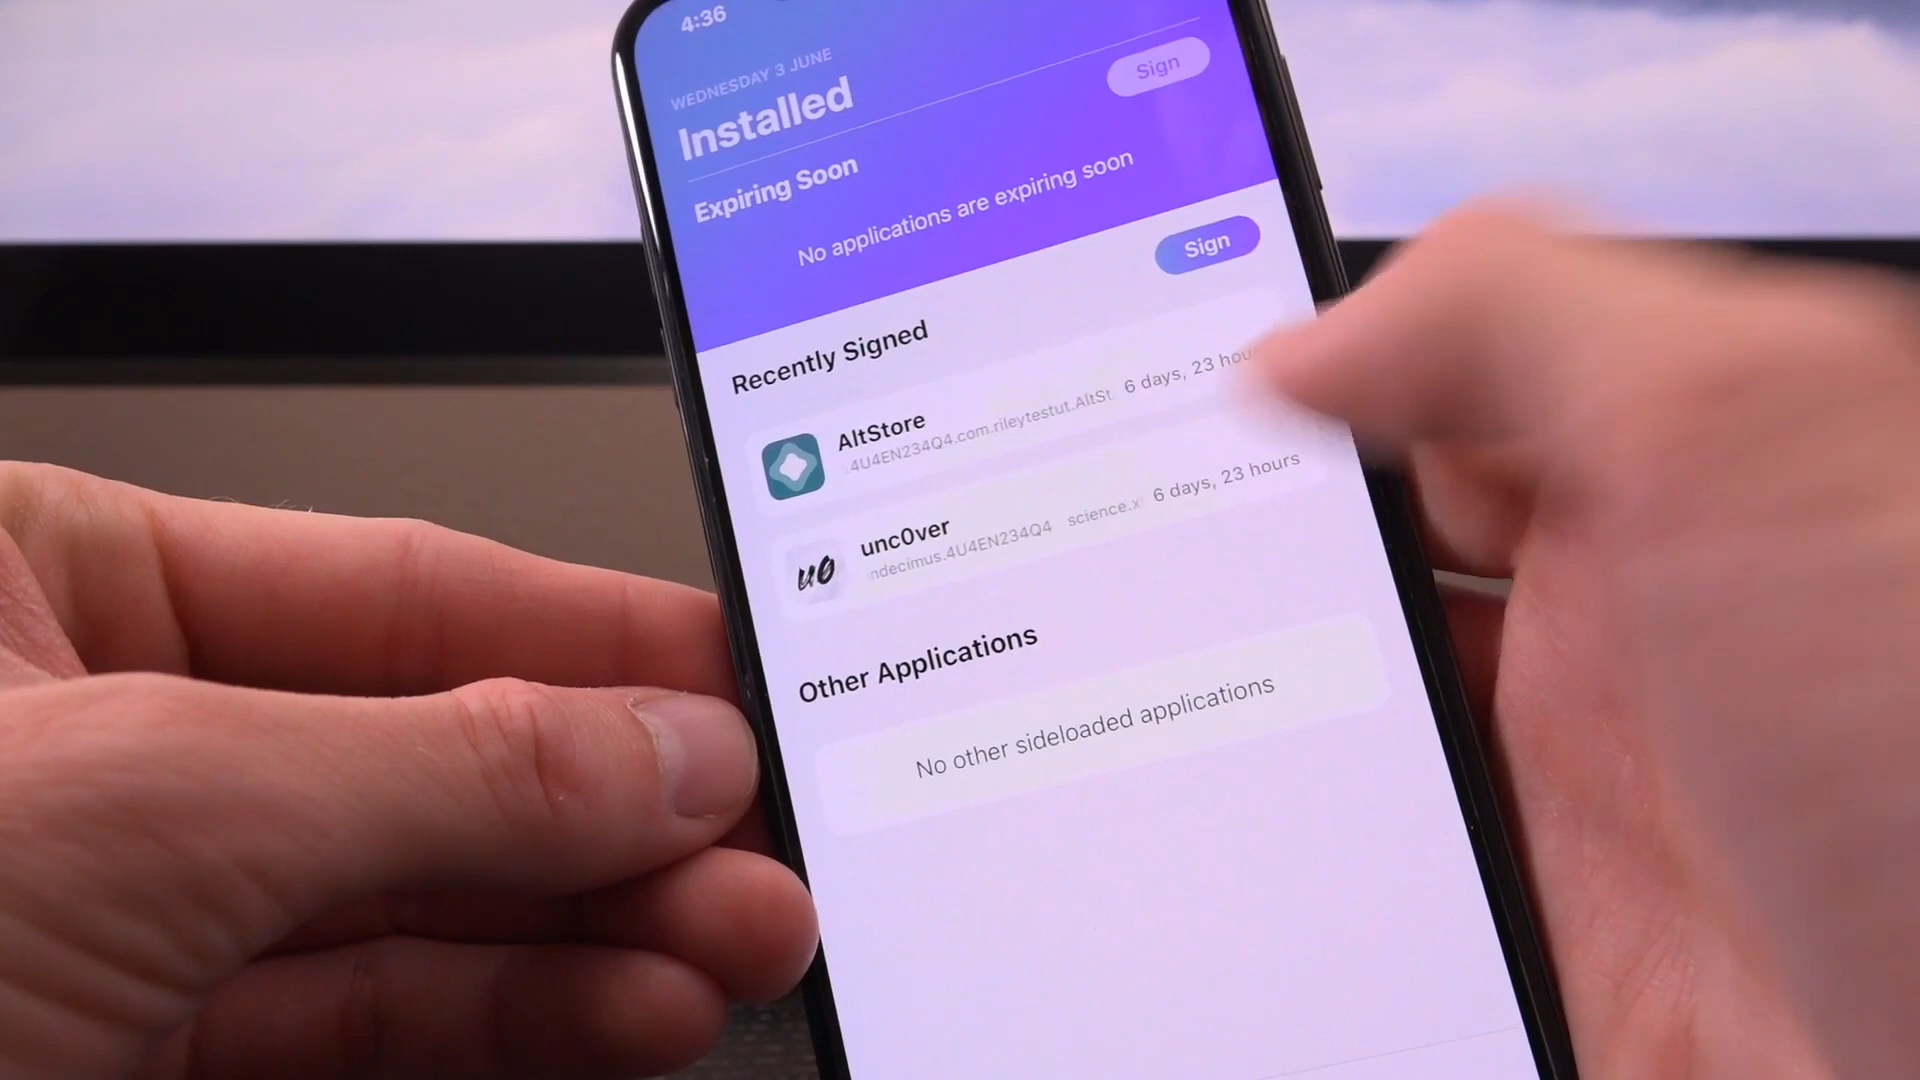 4:36
WEDNESDAY 3 JUNE
Installed
Sign
Expiring Soon
No applications are expiring soon
Sign
Recently Signed
AltStore
.4U4EN234Q4.com.rileytestut.AltSt
6 days, 23 hou
unc0ver
ndecimus.4U4EN234Q4 science.x
6 days, 23 hours
u0
Other Applications
No other sideloaded applications